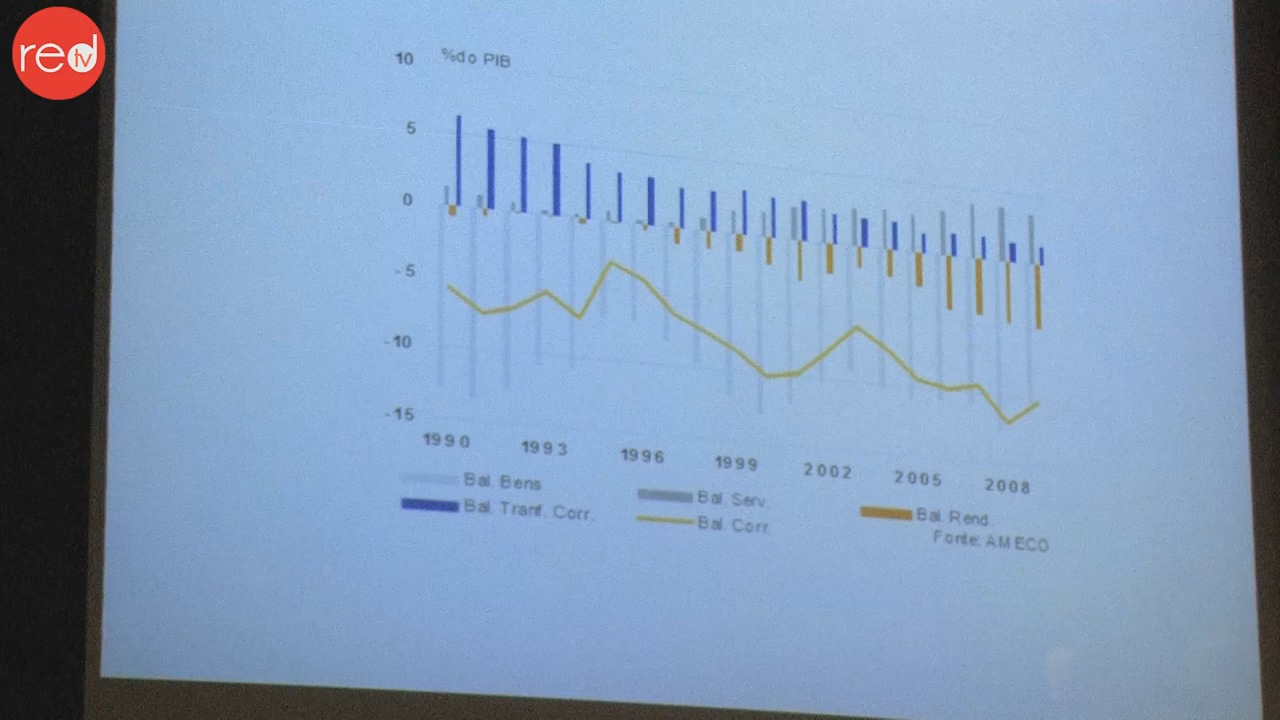 red tv
%do PIB
10
5
0
- 5
- 10
- 15
1990 1993 1996 1999 2002 2005 2008
Bal. Bens Bal. Serv. Bal. Rend.
Bal. Tranf. Corr. Bal. Corr.
Fonte: AMECO